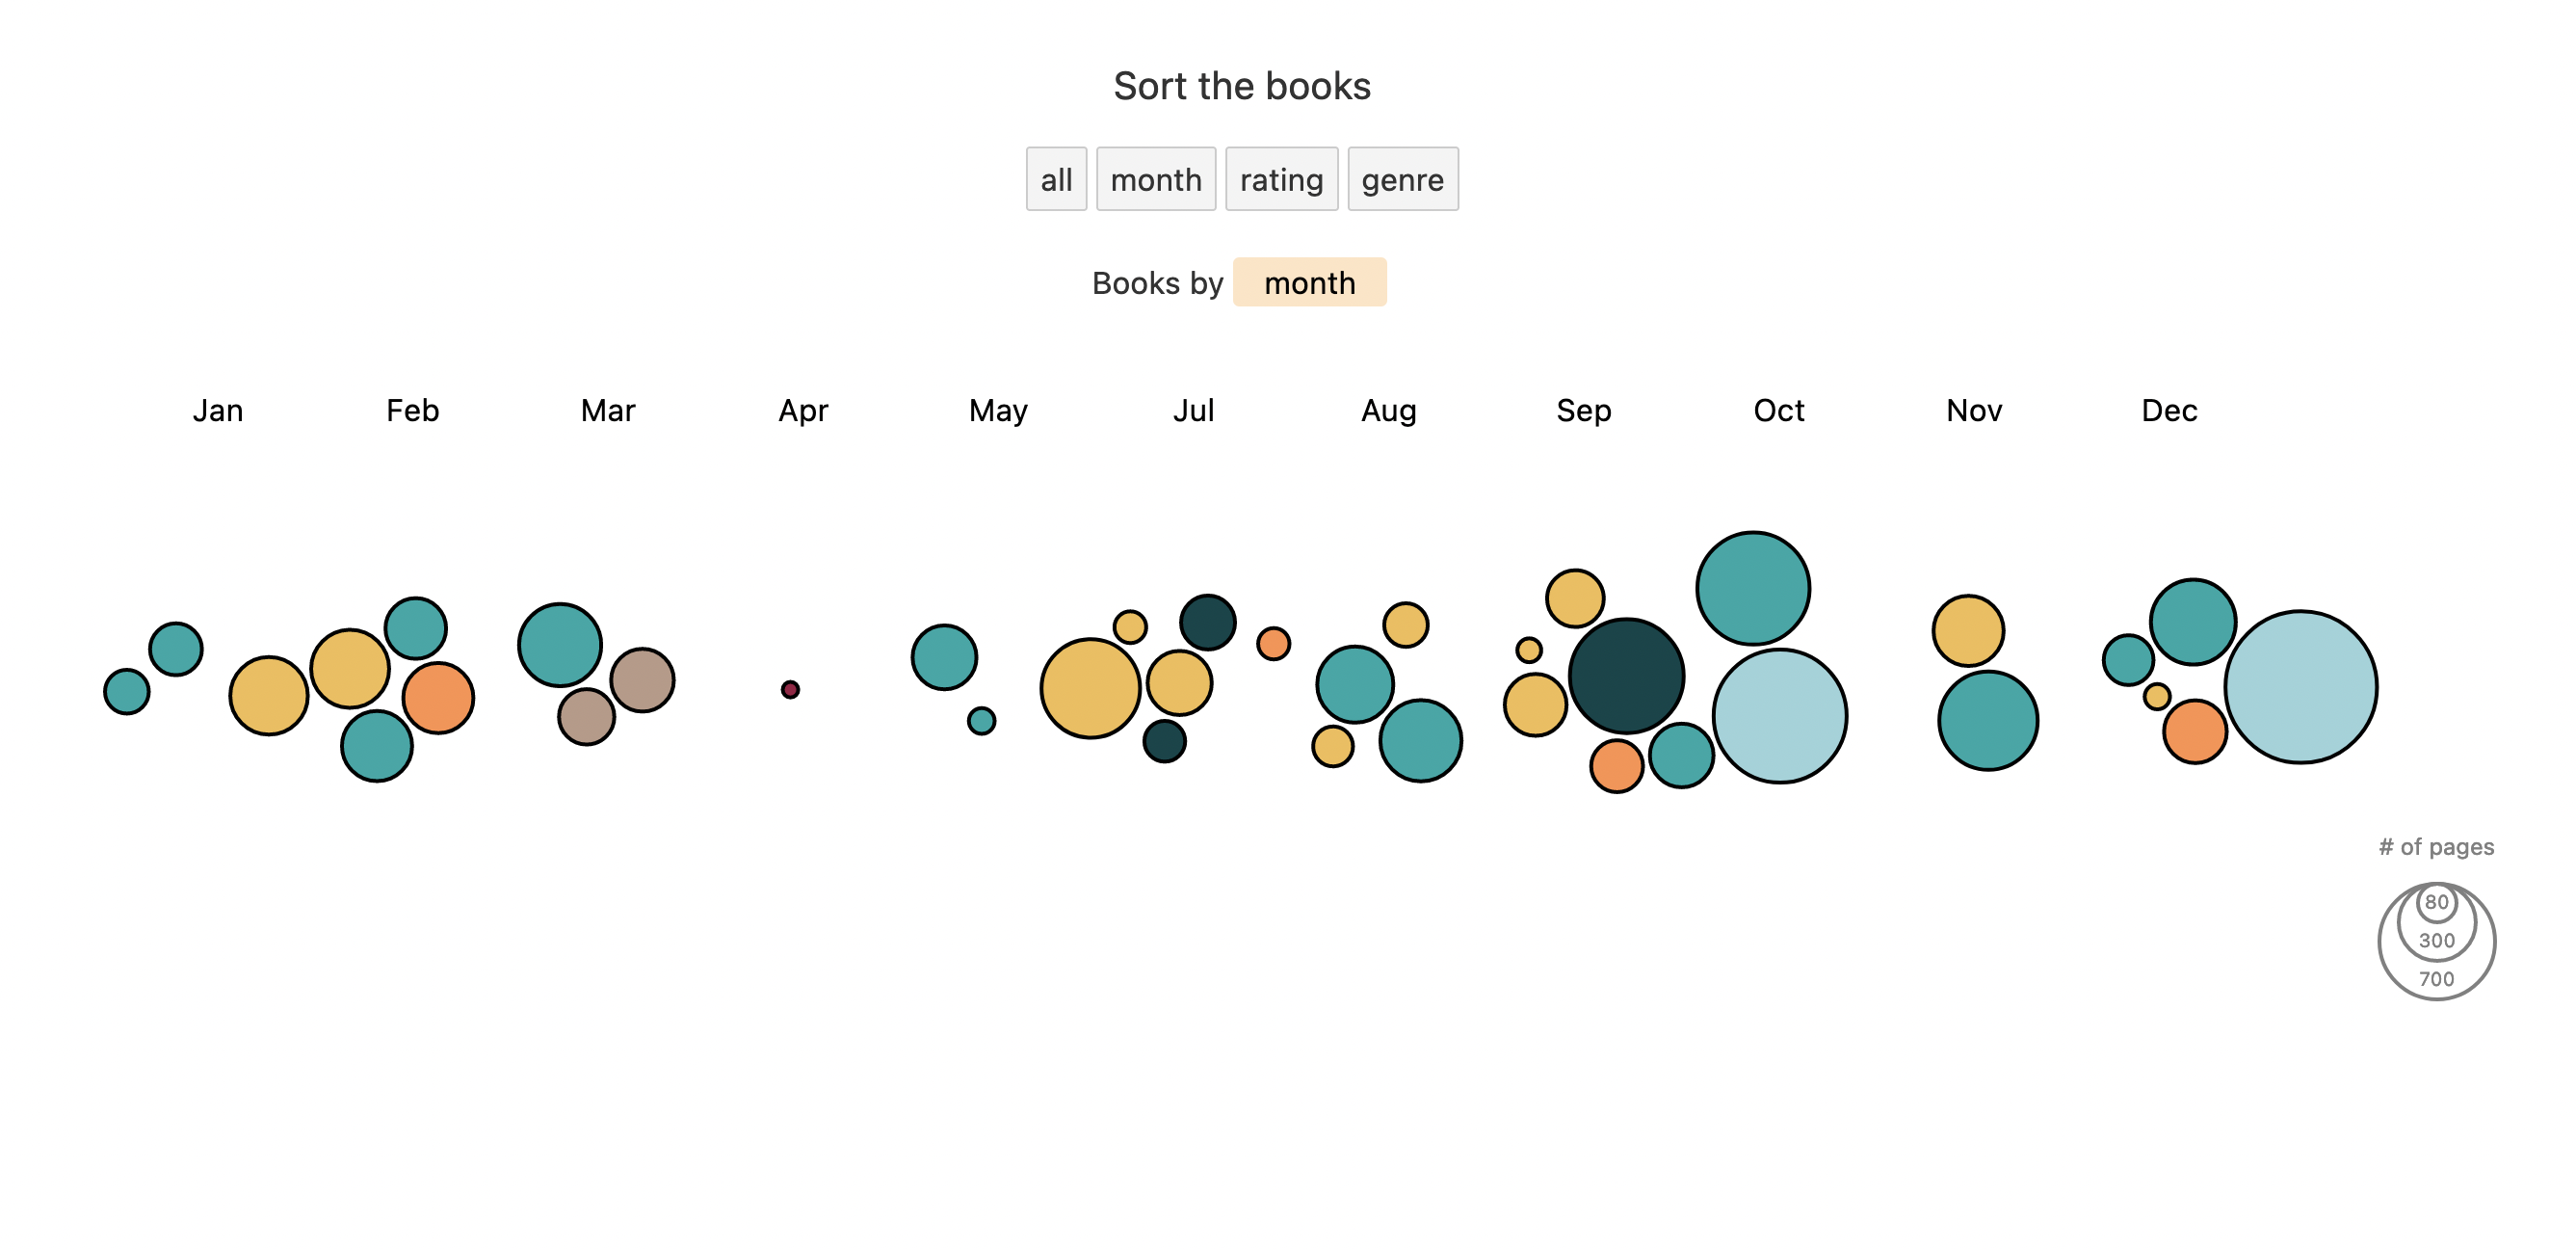 Sort the books
all month rating genre
Books by month
Jan Feb Mar Apr May Jul Aug Sep Oct Nov Dec
# of pages
80
300
700